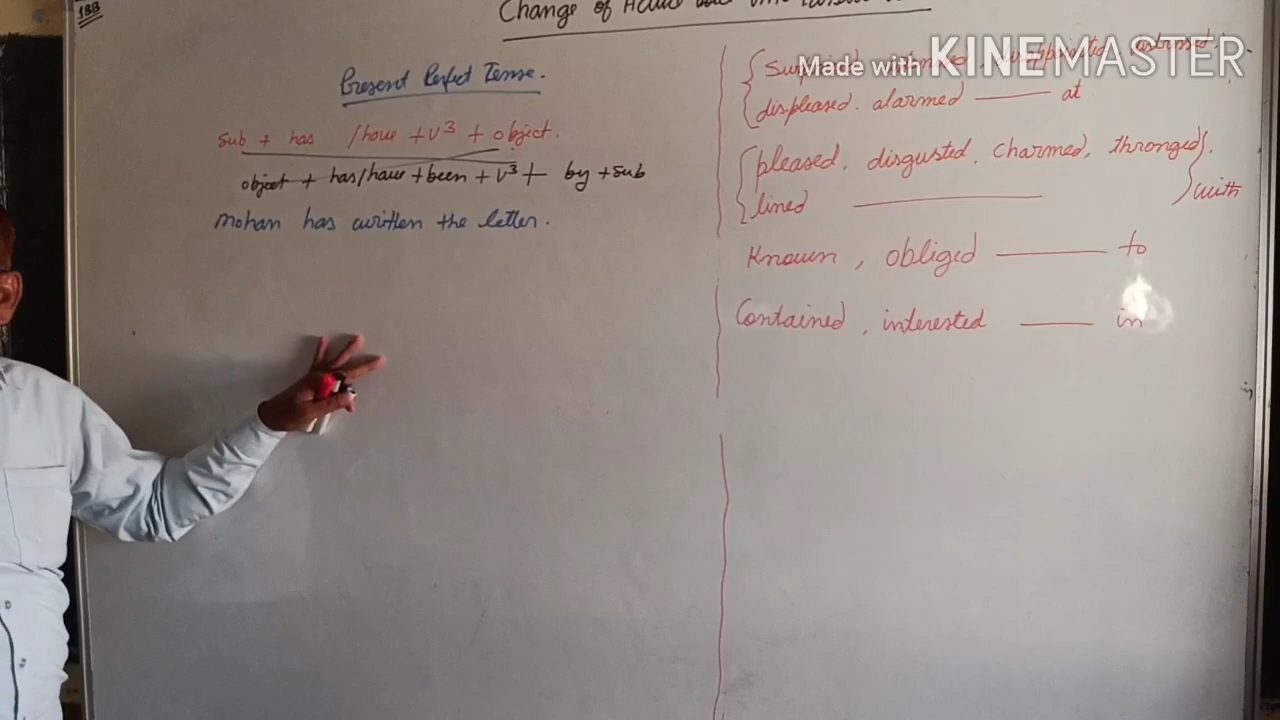 188
Change of
Present Perfect Tense.
Sub + has / have + V3 + object.
object + has/have + been + V3 + by + sub
Mohan has written the letter.
Made with KINEMASTER
Surprised
displeased. alarmed —— at
pleased, disgusted, charmed, thronged,
lined —— with
Known, obliged —— to
Contained, interested —— in